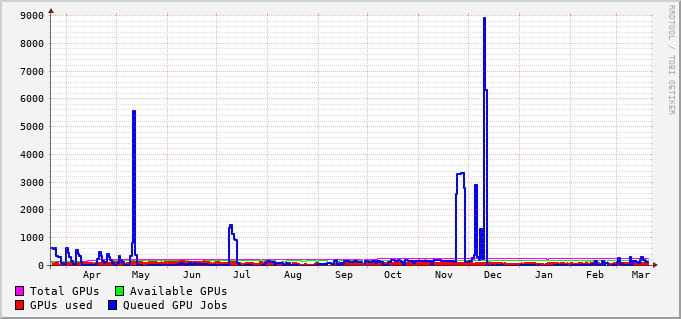 9000
8000
7000
6000
5000
4000
3000
2000
1000
0
Apr May Jun Jul Aug Sep Oct Nov Dec Jan Feb Mar
Total GPUs Available GPUs
GPUs used Queued GPU Jobs
RRDTOOL / TOBI OETIKER